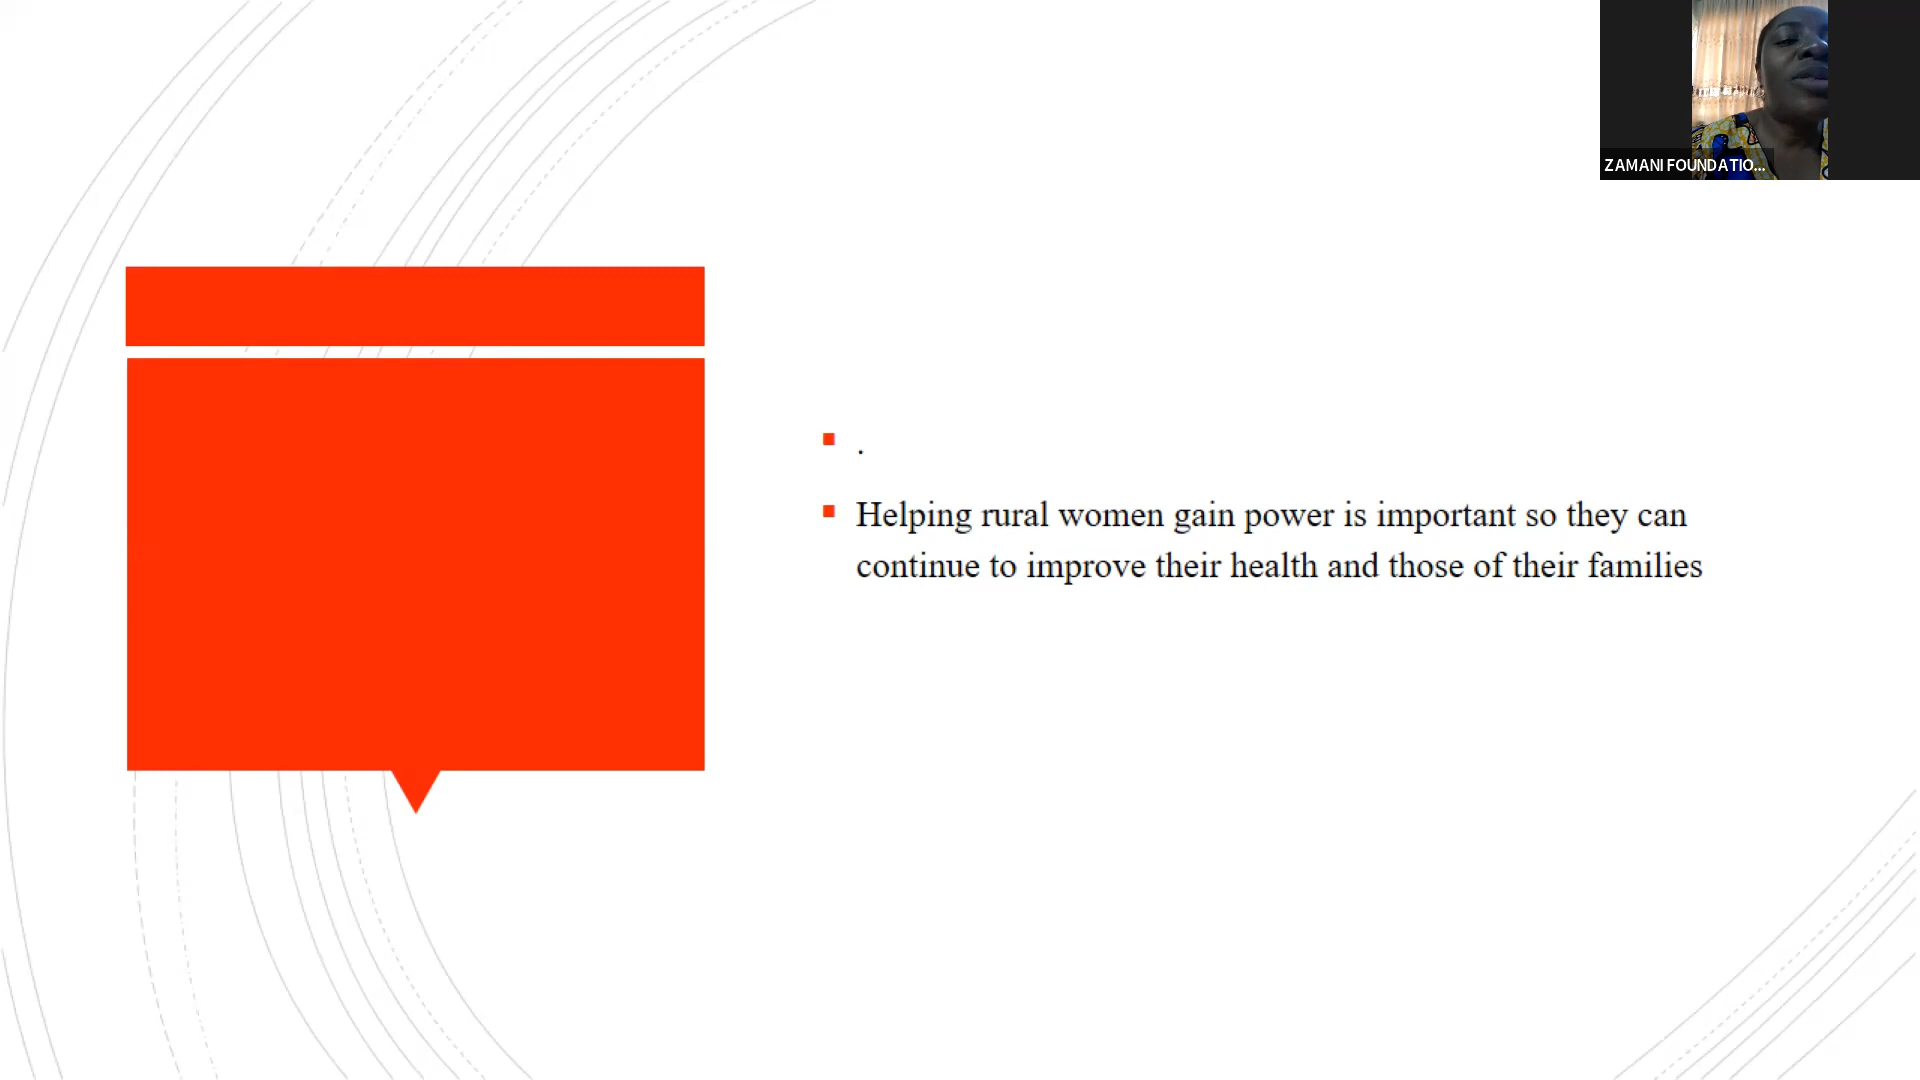 ZAMANI FOUNDATIO...
.
Helping rural women gain power is important so they can
continue to improve their health and those of their families